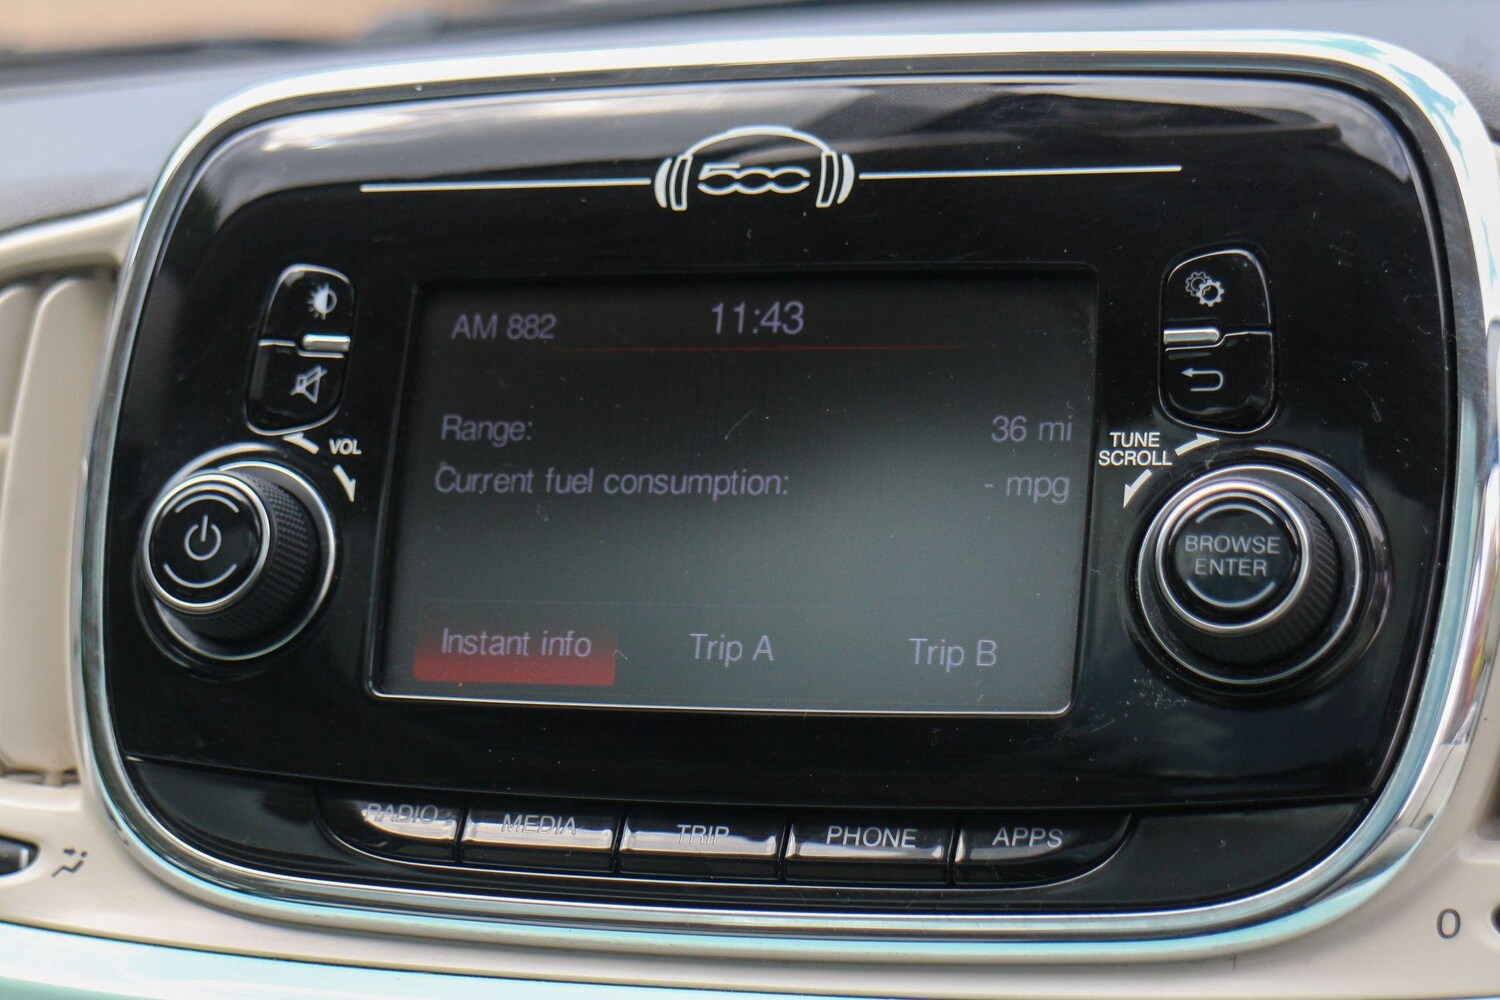 500
AM 882
11:43
Range:
36 mi
Current fuel consumption:
- mpg
Instant info
Trip A
Trip B
VOL
TUNE
SCROLL
BROWSE
ENTER
RADIO
MEDIA
TRIP
PHONE
APPS
0